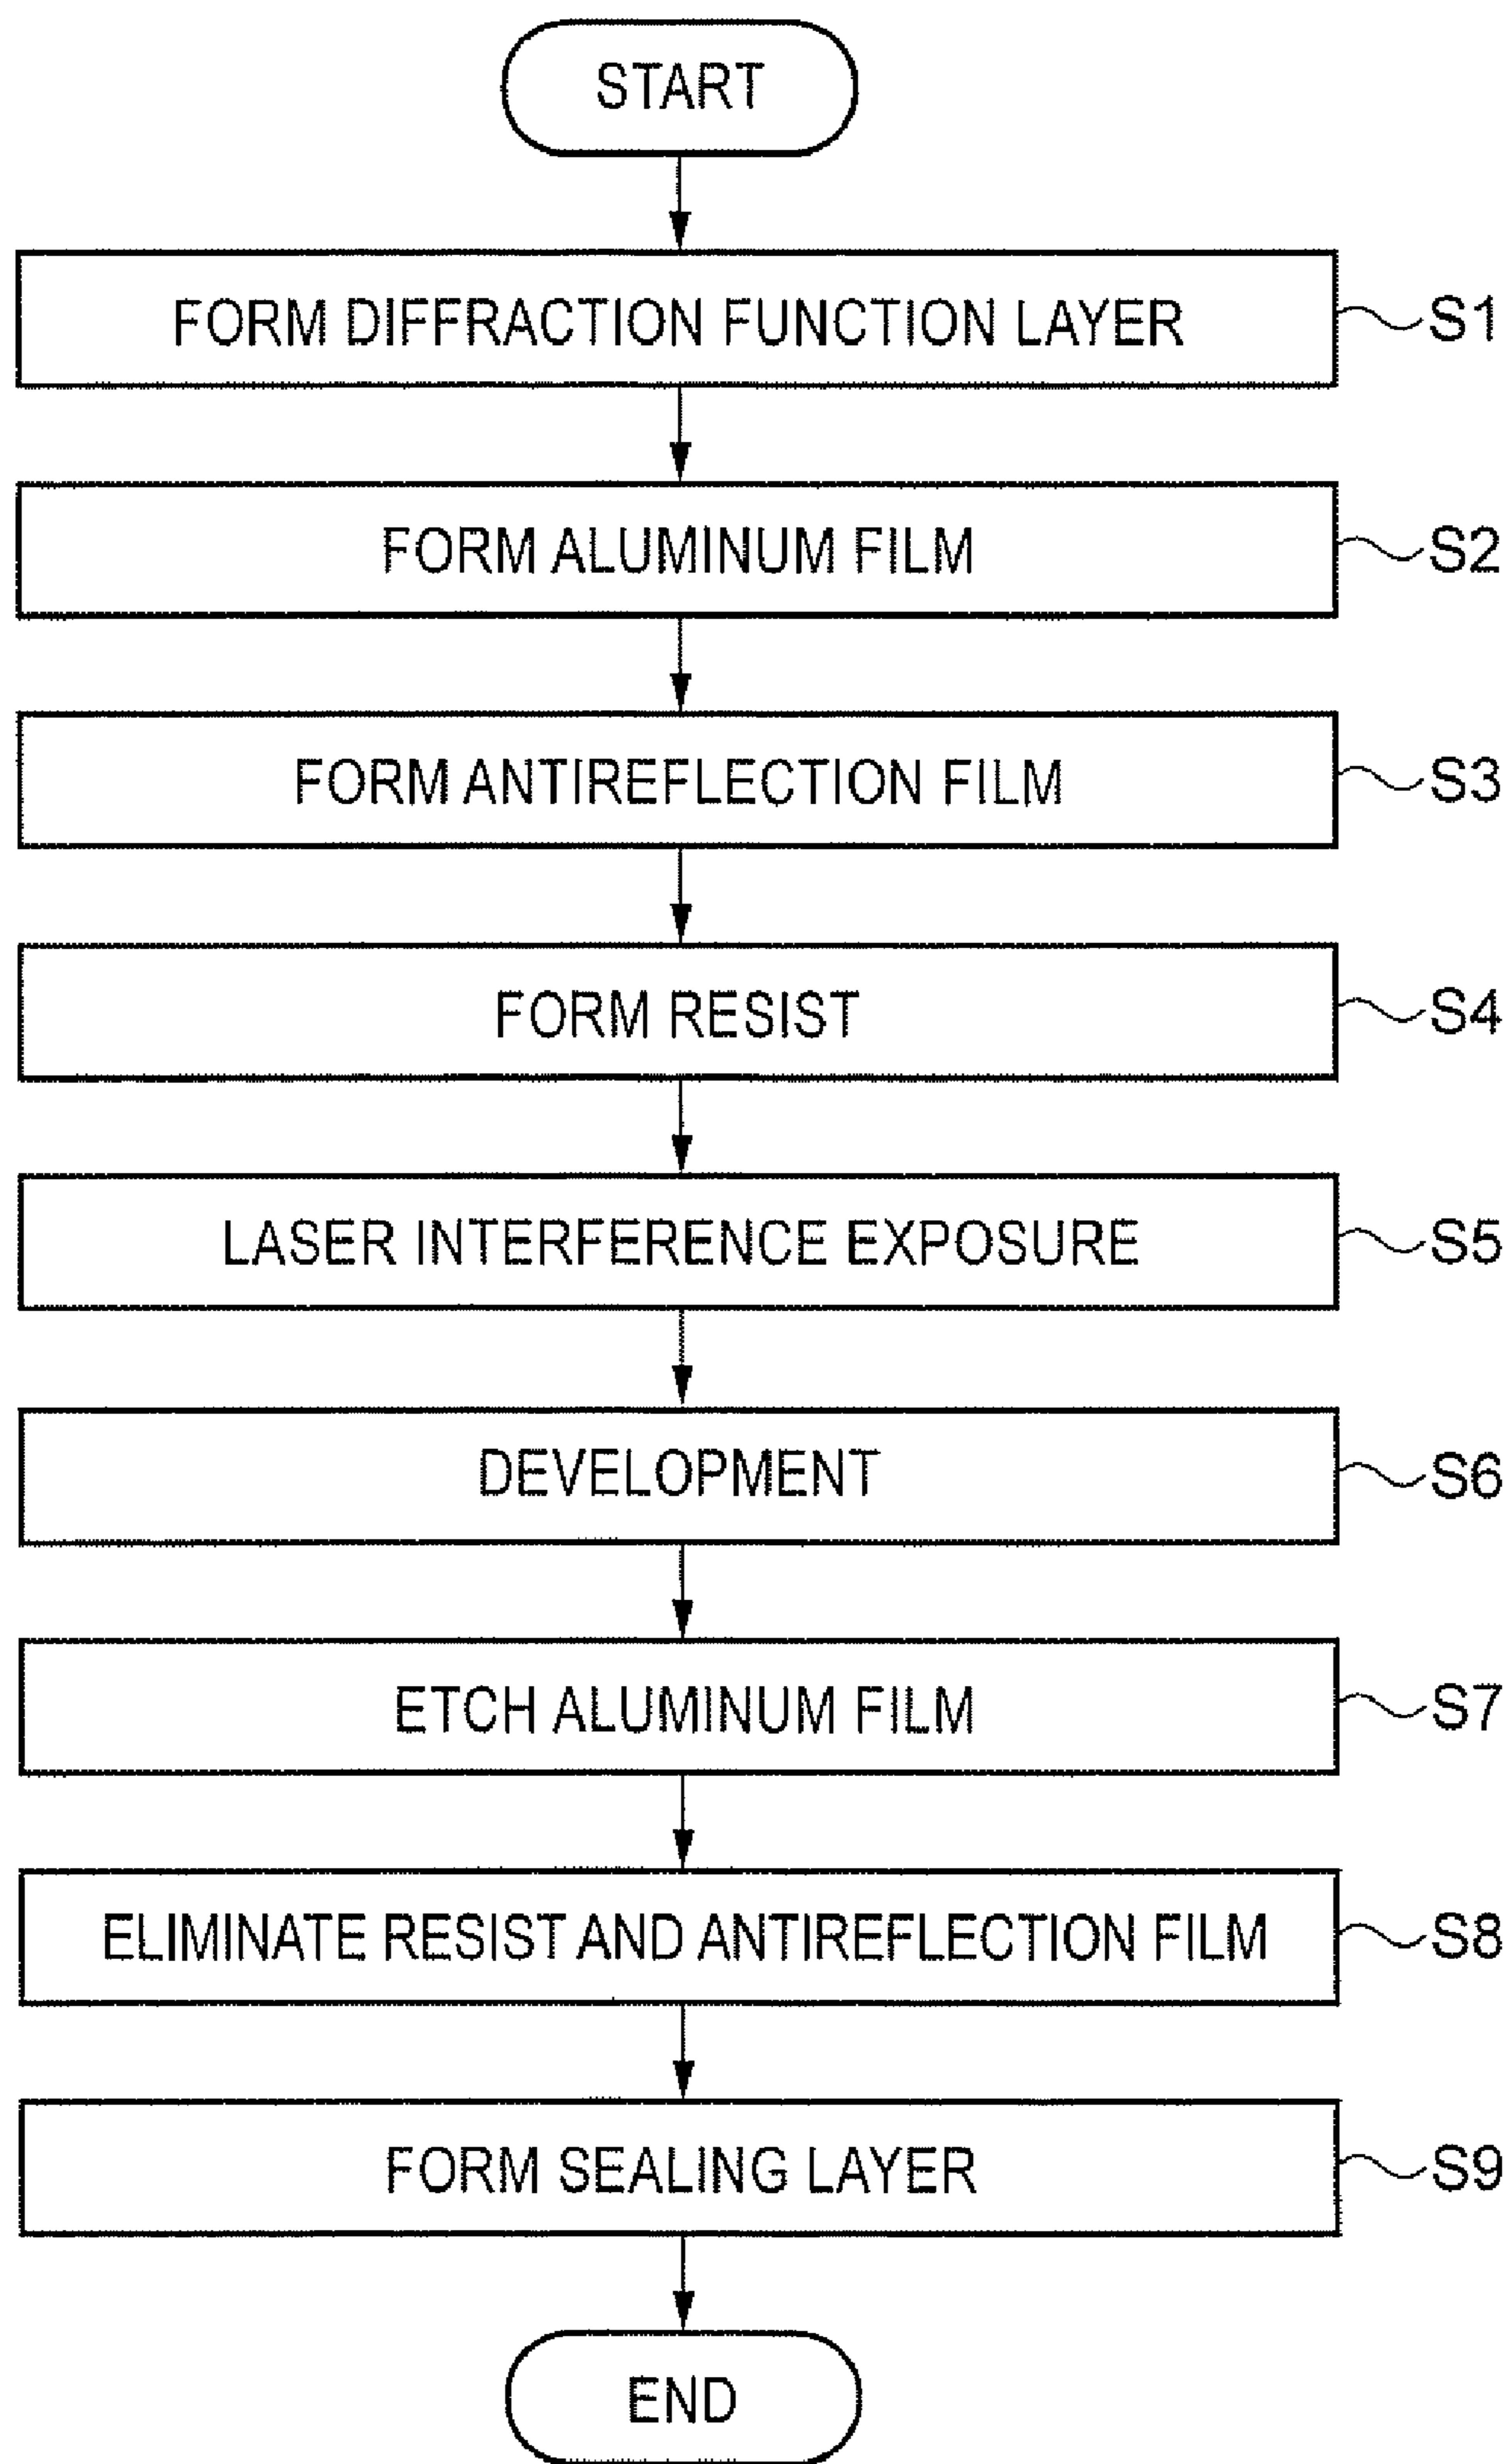 START
FORM DIFFRACTION FUNCTION LAYER S1
FORM ALUMINUM FILM S2
FORM ANTIREFLECTION FILM S3
FORM RESIST S4
LASER INTERFERENCE EXPOSURE S5
DEVELOPMENT S6
ETCH ALUMINUM FILM S7
ELIMINATE RESIST AND ANTIREFLECTION FILM S8
FORM SEALING LAYER S9
END